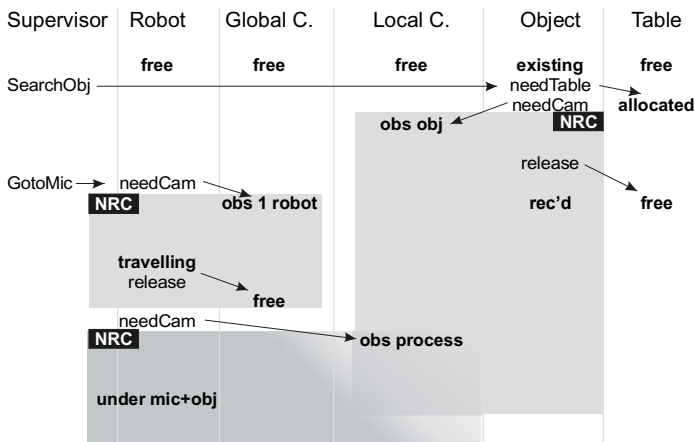 Supervisor Robot Global C. Local C. Object Table
free free free existing free
SearchObj needTable
needCam allocated
obs obj NRC
release
GotoMic needCam
NRC obs 1 robot rec'd free
travelling
release
free
needCam
NRC obs process
under mic+obj